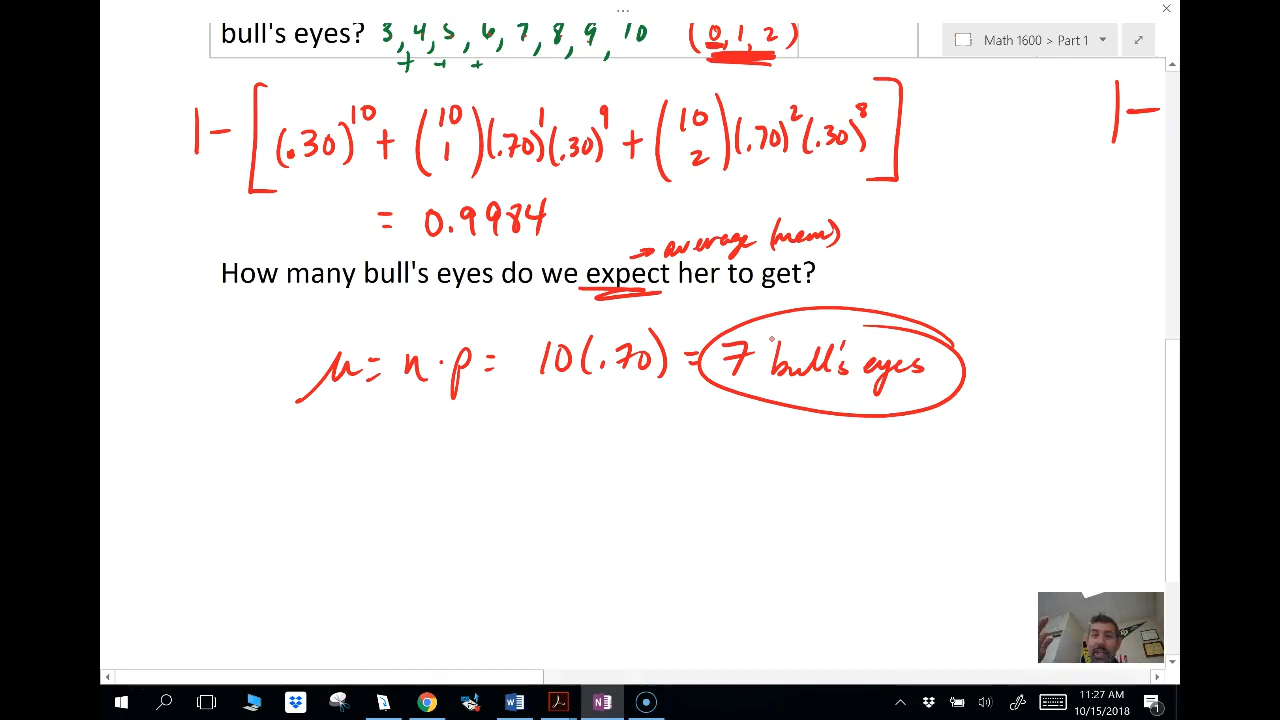 Math 1600 > Part 1
bull's eyes? 3, 4, 5, 6, 7, 8, 9, 10 (0, 1, 2)
+ + +
1 - [(.30)^10 + (10 1)(.70)^1(.30)^9 + (10 2)(.70)^2(.30)^8] 1 -
= 0.9984
→ average (mean)
How many bull's eyes do we expect her to get?
μ = n · p = 10(.70) = 7 bull's eyes
11:27 AM
10/15/2018
1